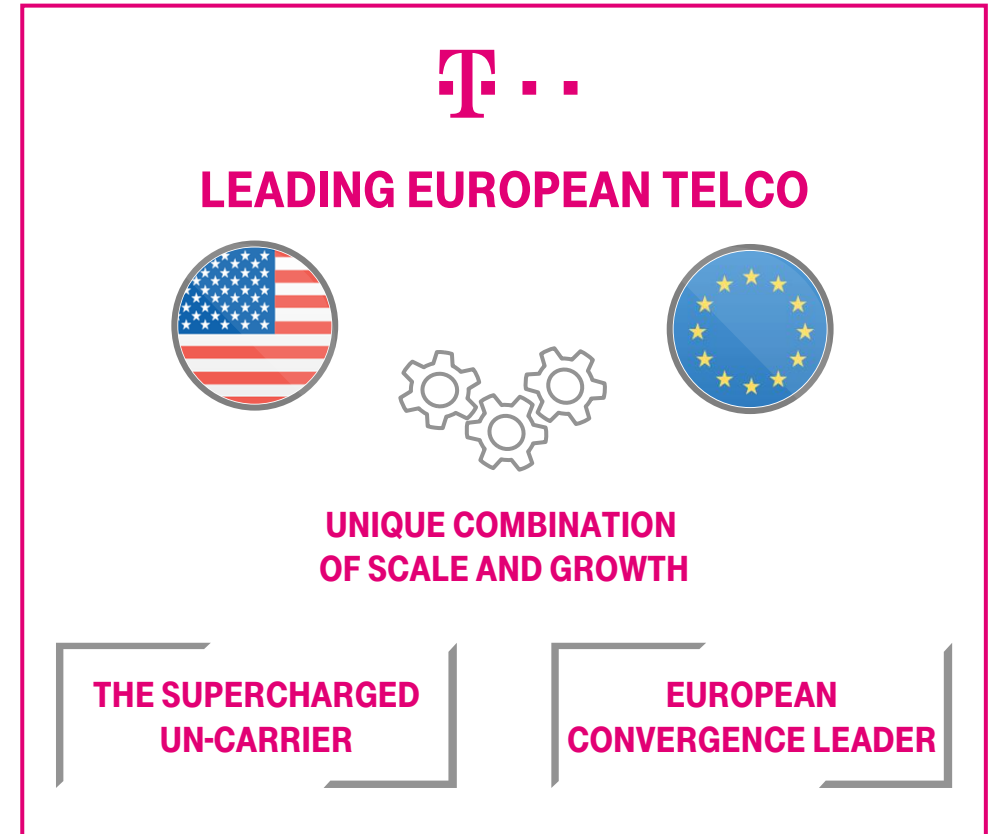 T
LEADING EUROPEAN TELCO
UNIQUE COMBINATION
OF SCALE AND GROWTH
THE SUPERCHARGED
UN-CARRIER
EUROPEAN
CONVERGENCE LEADER